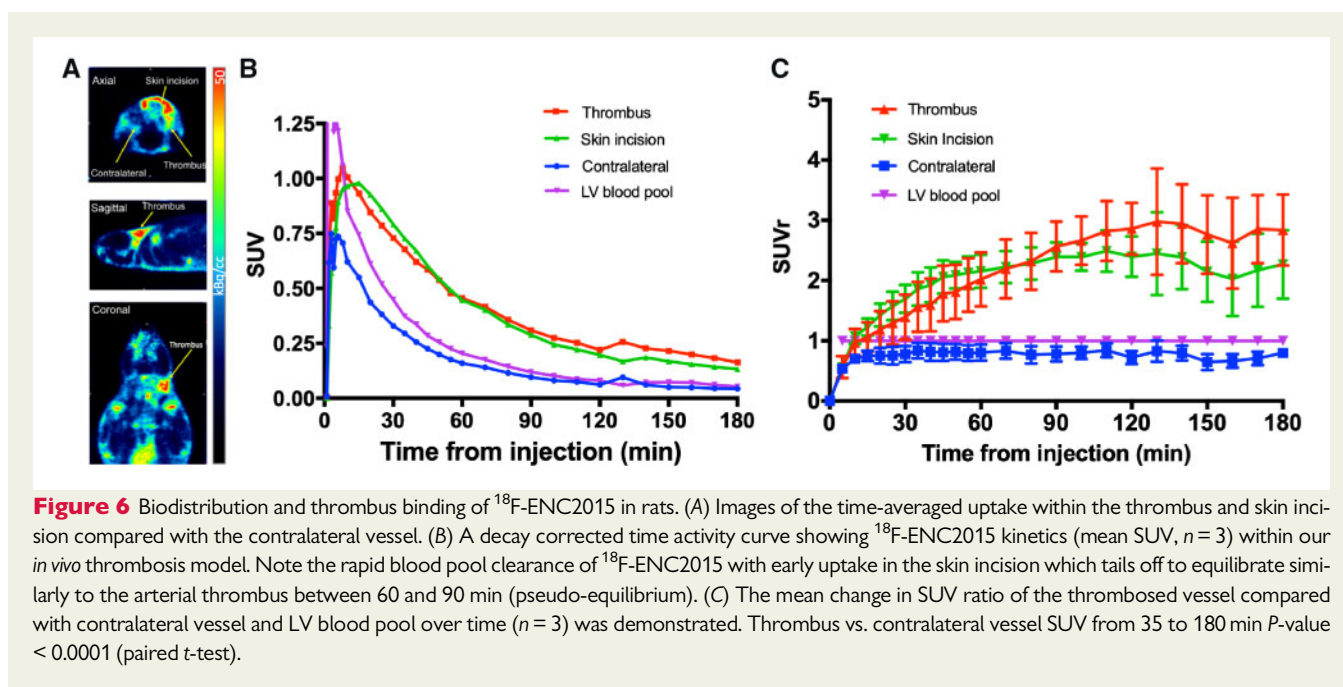 A
Axial
Skin incision
Contralateral
Thrombus
Sagittal
Thrombus
Coronal
Thrombus
50
kBq/cc
B
Thrombus
Skin incision
Contralateral
LV blood pool
1.25
1.00
0.75
0.50
0.25
0.00
SUV
0
30
60
90
120
150
180
Time from injection (min)
C
Thrombus
Skin Incision
Contralateral
LV blood pool
5
4
3
2
1
0
SUVr
0
30
60
90
120
150
180
Time from injection (min)
Figure 6 Biodistribution and thrombus binding of ¹⁸F-ENC2015 in rats. (A) Images of the time-averaged uptake within the thrombus and skin inci-
sion compared with the contralateral vessel. (B) A decay corrected time activity curve showing ¹⁸F-ENC2015 kinetics (mean SUV, n = 3) within our
in vivo thrombosis model. Note the rapid blood pool clearance of ¹⁸F-ENC2015 with early uptake in the skin incision which tails off to equilibrate simi-
larly to the arterial thrombus between 60 and 90 min (pseudo-equilibrium). (C) The mean change in SUV ratio of the thrombosed vessel compared
with contralateral vessel and LV blood pool over time (n = 3) was demonstrated. Thrombus vs. contralateral vessel SUV from 35 to 180 min P-value
< 0.0001 (paired t-test).